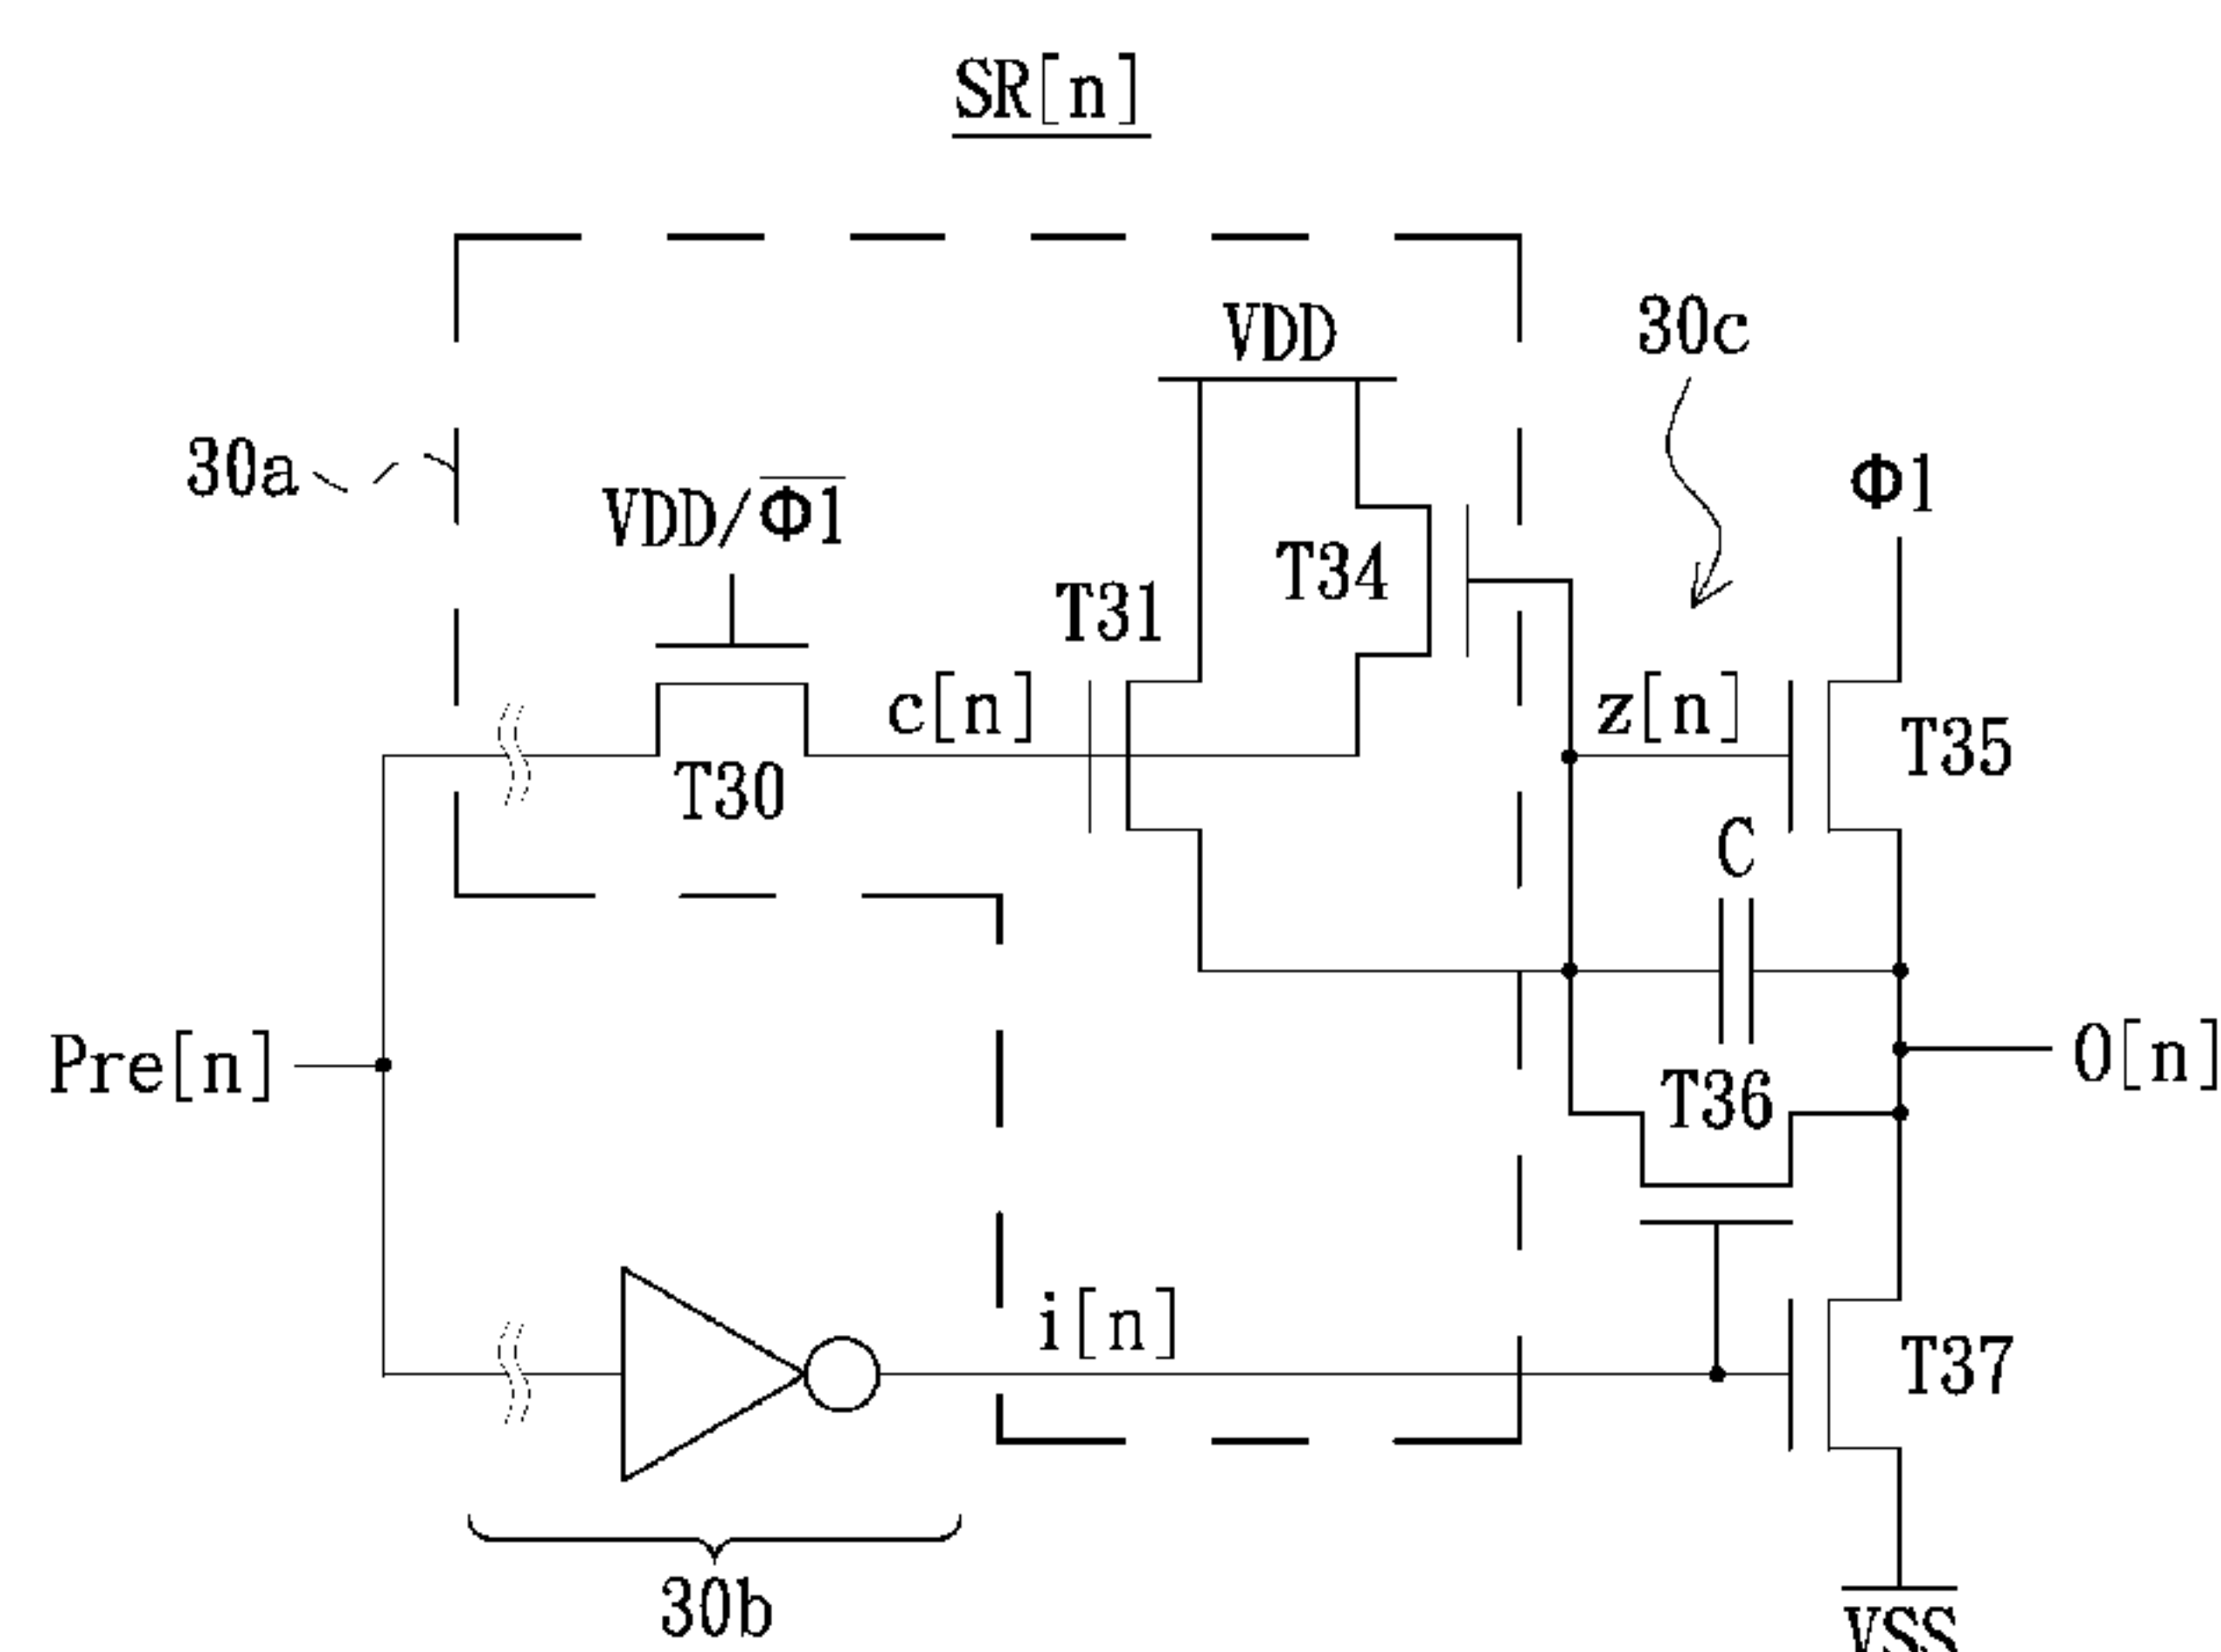 SR[n]
VDD
30c
30a
VDD/Φ1̅
Φ1
T34
T31
c[n]
z[n]
T35
T30
C
Pre[n]
O[n]
T36
i[n]
T37
30b
VSS